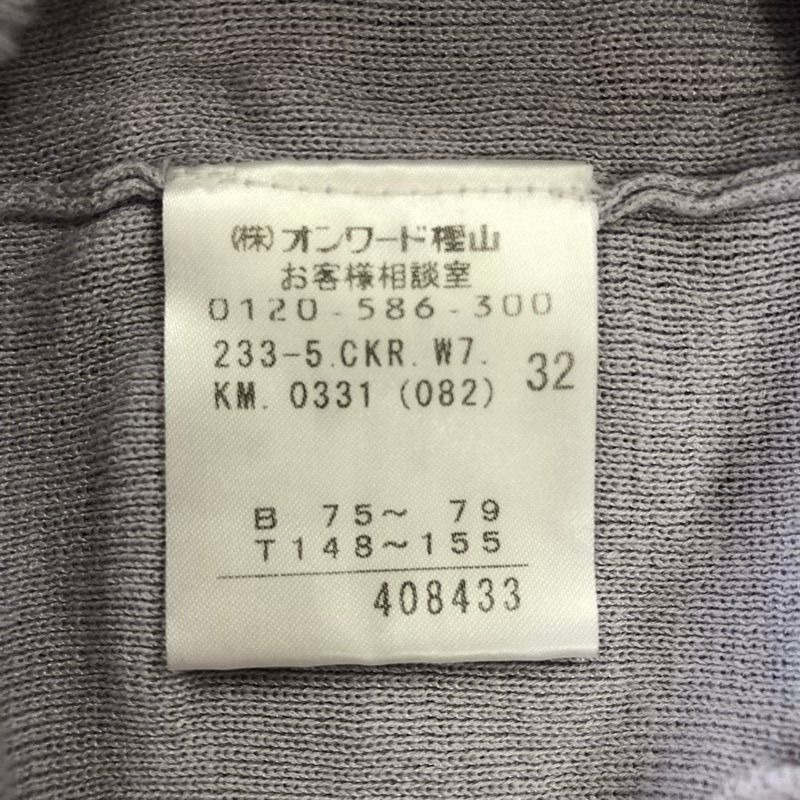 (株)オンワード樫山
お客様相談室
0120-586-300
233-5.CKR.W7.
KM. 0331 (082)
32
B 75～ 79
T148～155
408433